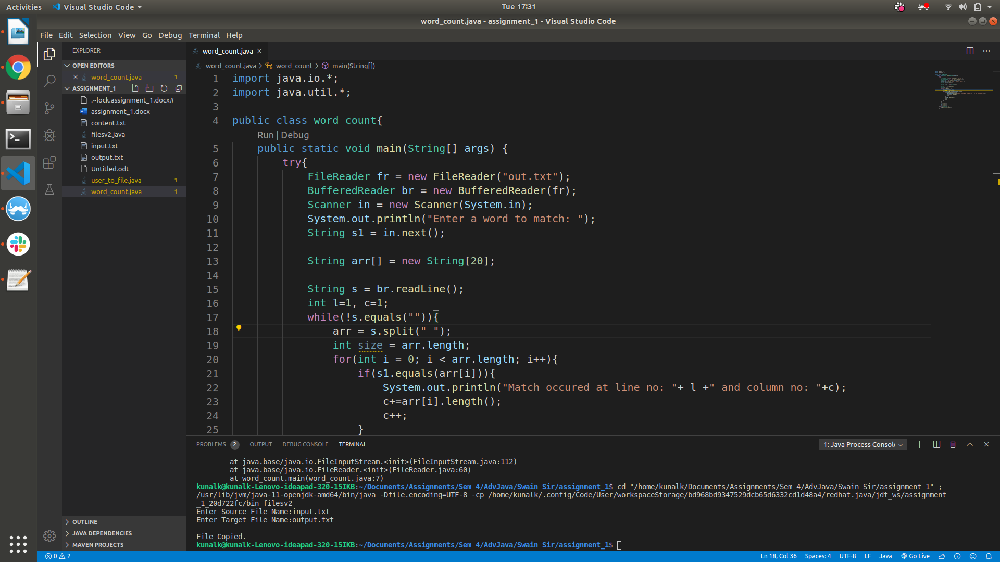 Activities Visual Studio Code Tue 17:31
word_count.java - assignment_1 - Visual Studio Code
File Edit Selection View Go Debug Terminal Help
EXPLORER
OPEN EDITORS
word_count.java 1
ASSIGNMENT_1
.~lock.assignment_1.docx#
assignment_1.docx
content.txt
filesv2.java
input.txt
output.txt
Untitled.odt
user_to_file.java 1
word_count.java 1
OUTLINE
JAVA DEPENDENCIES
MAVEN PROJECTS
word_count.java
word_count.java > word_count > main(String[])
1 import java.io.*;
2 import java.util.*;
3
4 public class word_count{
Run | Debug
5 public static void main(String[] args) {
6 try{
7 FileReader fr = new FileReader("out.txt");
8 BufferedReader br = new BufferedReader(fr);
9 Scanner in = new Scanner(System.in);
10 System.out.println("Enter a word to match: ");
11 String s1 = in.next();
12
13 String arr[] = new String[20];
14
15 String s = br.readLine();
16 int l=1, c=1;
17 while(!s.equals("")){
18 arr = s.split(" ");
19 int size = arr.length;
20 for(int i = 0; i < arr.length; i++){
21 if(s1.equals(arr[i])){
22 System.out.println("Match occured at line no: "+ l +" and column no: "+c);
23 c+=arr[i].length();
24 c++;
25 }
PROBLEMS 2 OUTPUT DEBUG CONSOLE TERMINAL 1: Java Process Console
at java.base/java.io.FileInputStream.<init>(FileInputStream.java:112)
at java.base/java.io.FileReader.<init>(FileReader.java:60)
at word_count.main(word_count.java:7)
kunalk@kunalk-Lenovo-ideapad-320-15IKB:~/Documents/Assignments/Sem 4/AdvJava/Swain Sir/assignment_1$ cd "/home/kunalk/Documents/Assignments/Sem 4/AdvJava/Swain Sir/assignment_1" ;
/usr/lib/jvm/java-11-openjdk-amd64/bin/java -Dfile.encoding=UTF-8 -cp /home/kunalk/.config/Code/User/workspaceStorage/bd968bd9347529dcb65d6332cd1d48a4/redhat.java/jdt_ws/assignment
_1_20d722fc/bin filesv2
Enter Source File Name:input.txt
Enter Target File Name:output.txt
File Copied.
kunalk@kunalk-Lenovo-ideapad-320-15IKB:~/Documents/Assignments/Sem 4/AdvJava/Swain Sir/assignment_1$
0 2 Ln 18, Col 36 Spaces: 4 UTF-8 LF Java Go Live